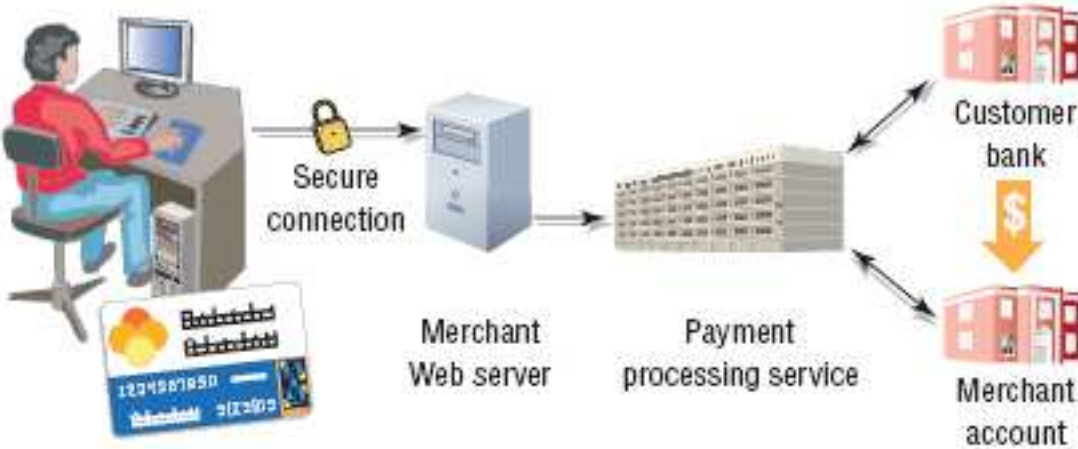 Customer
bank
Secure
connection
$
Merchant
Web server
Payment
processing service
Merchant
account